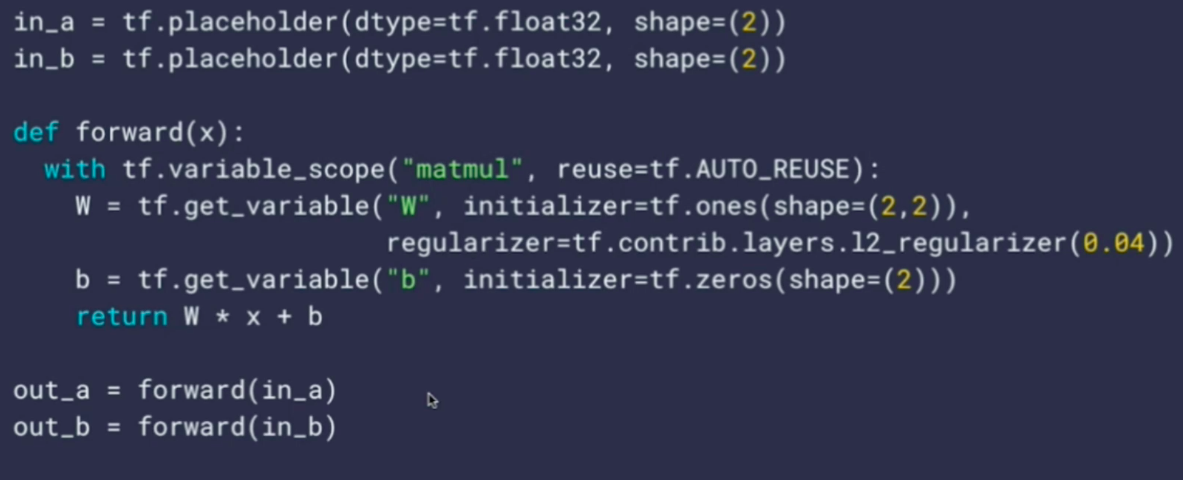 in_a = tf.placeholder(dtype=tf.float32, shape=(2))
in_b = tf.placeholder(dtype=tf.float32, shape=(2))
def forward(x):
  with tf.variable_scope("matmul", reuse=tf.AUTO_REUSE):
    W = tf.get_variable("W", initializer=tf.ones(shape=(2,2)),
                        regularizer=tf.contrib.layers.l2_regularizer(0.04))
    b = tf.get_variable("b", initializer=tf.zeros(shape=(2)))
    return W * x + b
out_a = forward(in_a)
out_b = forward(in_b)